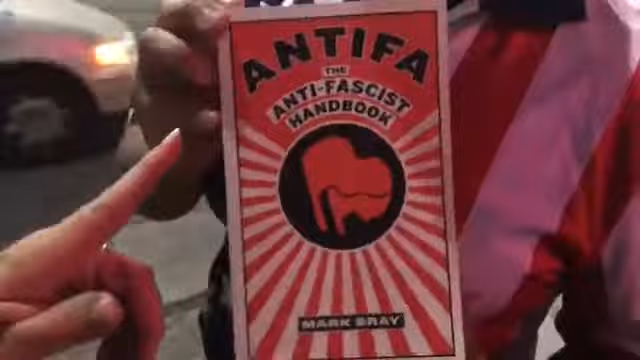 ANTIFA
THE
ANTI-FASCIST
HANDBOOK
MARK BRAY